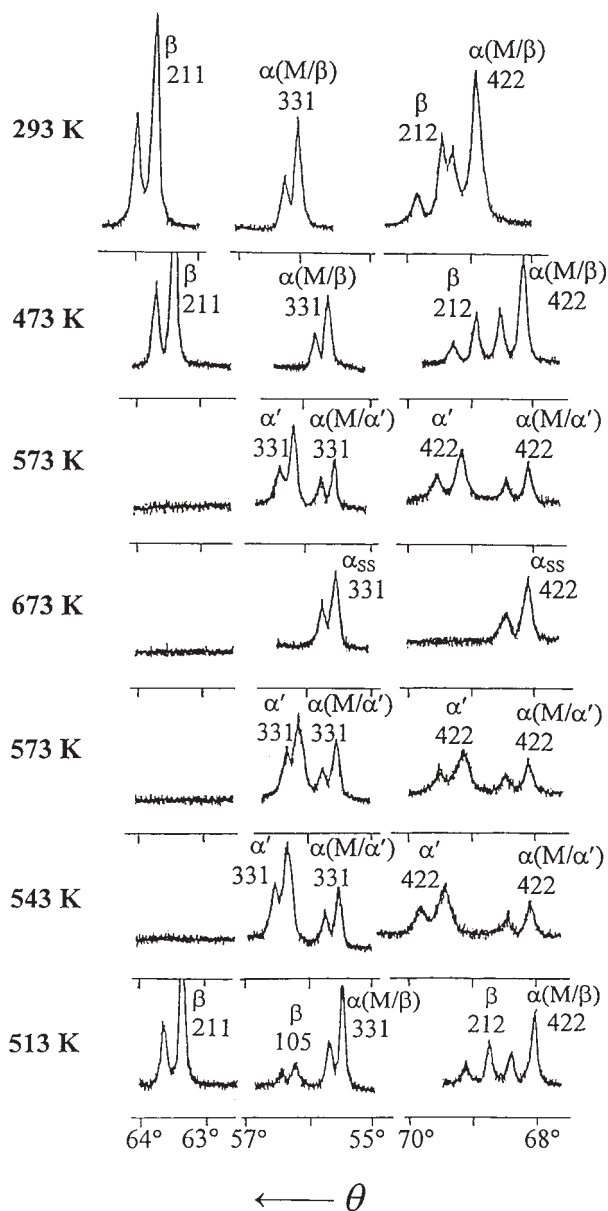 β
211
α(M/β)
331
α(M/β)
422
β
212
293 K
β
211
α(M/β)
331
β
212
α(M/β)
422
473 K
α'
331
α(M/α')
331
α'
422
α(M/α')
422
573 K
αSS
331
αSS
422
673 K
α'
331
α(M/α')
331
α'
422
α(M/α')
422
573 K
α'
331
α(M/α')
331
α'
422
α(M/α')
422
543 K
β
211
β
105
α(M/β)
331
β
212
α(M/β)
422
513 K
64° 63° 57° 55° 70° 68°
← θ